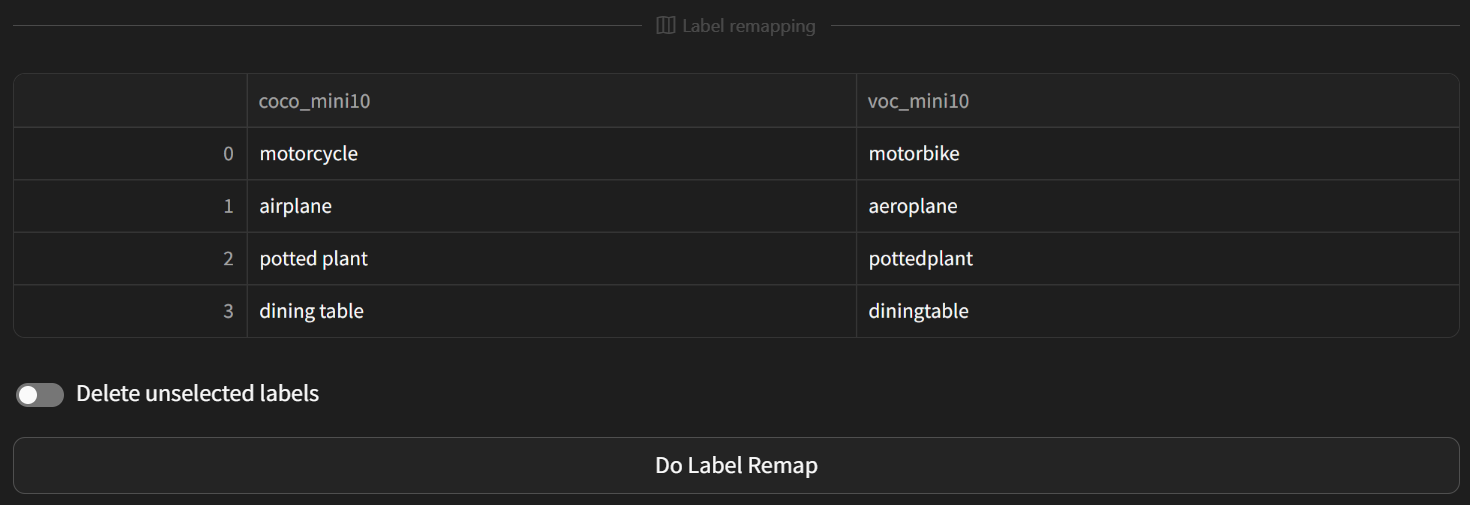 Label remapping
coco_mini10 voc_mini10
0 motorcycle motorbike
1 airplane aeroplane
2 potted plant pottedplant
3 dining table diningtable
Delete unselected labels
Do Label Remap